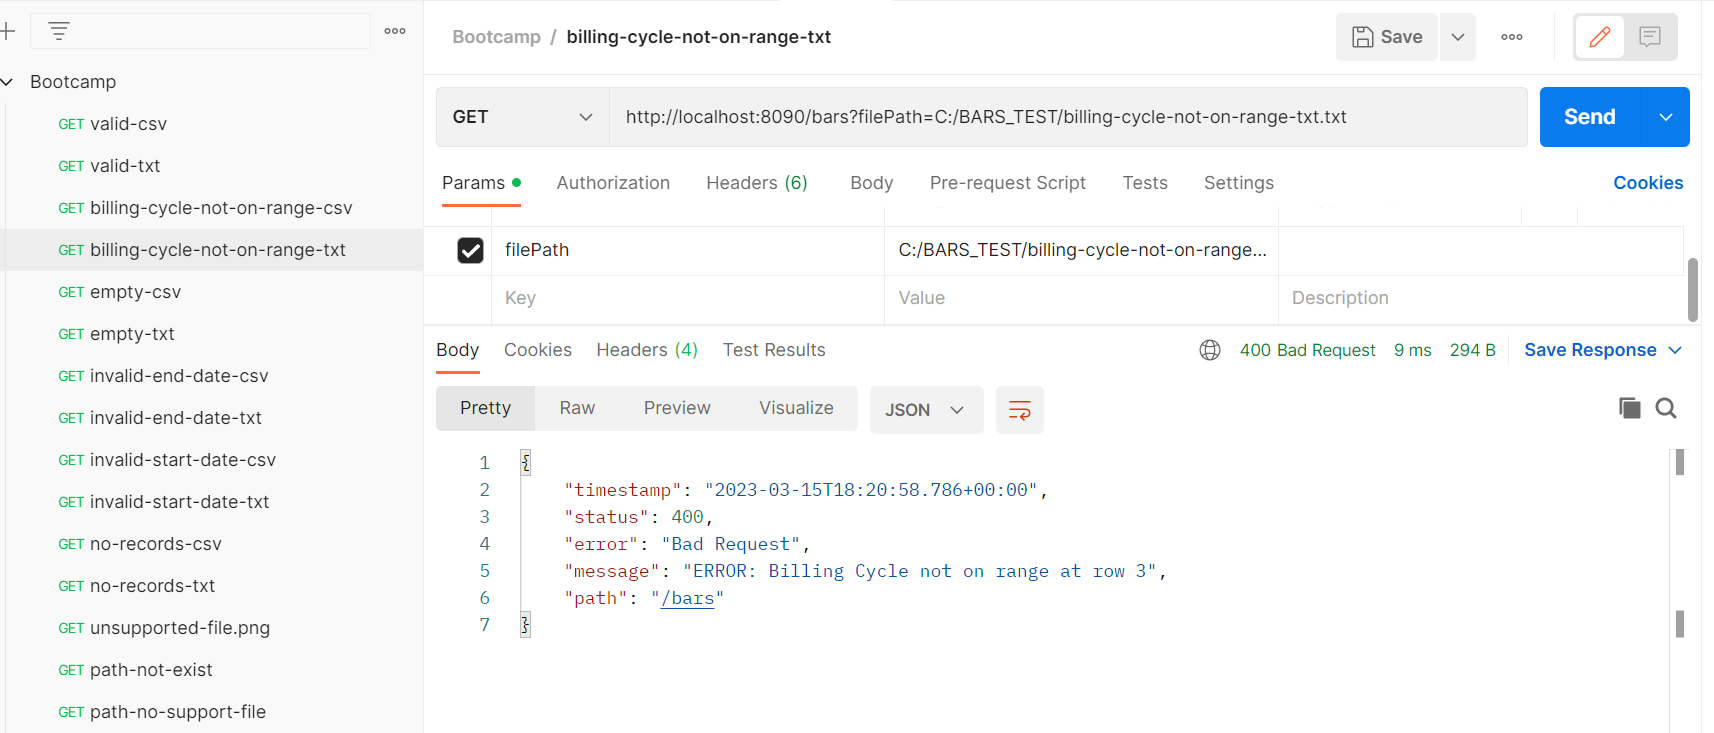 Bootcamp
GET valid-csv
GET valid-txt
GET billing-cycle-not-on-range-csv
GET billing-cycle-not-on-range-txt
GET empty-csv
GET empty-txt
GET invalid-end-date-csv
GET invalid-end-date-txt
GET invalid-start-date-csv
GET invalid-start-date-txt
GET no-records-csv
GET no-records-txt
GET unsupported-file.png
GET path-not-exist
GET path-no-support-file
Bootcamp / billing-cycle-not-on-range-txt
Save
GET http://localhost:8090/bars?filePath=C:/BARS_TEST/billing-cycle-not-on-range-txt.txt Send
Params Authorization Headers (6) Body Pre-request Script Tests Settings Cookies
filePath C:/BARS_TEST/billing-cycle-not-on-range...
Key Value Description
Body Cookies Headers (4) Test Results 400 Bad Request 9 ms 294 B Save Response
Pretty Raw Preview Visualize JSON
1 {
2 "timestamp": "2023-03-15T18:20:58.786+00:00",
3 "status": 400,
4 "error": "Bad Request",
5 "message": "ERROR: Billing Cycle not on range at row 3",
6 "path": "/bars"
7 }